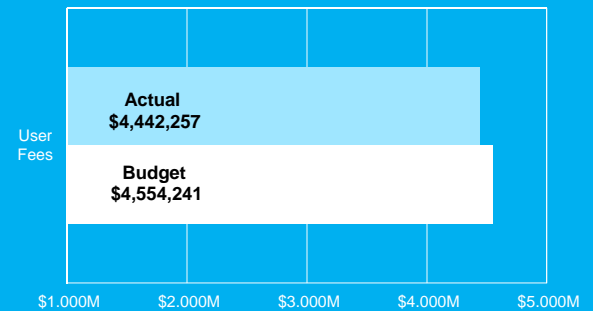 Actual
$4,442,257
User
Fees
Budget
$4,554,241
$1.000M $2.000M $3.000M $4.000M $5.000M